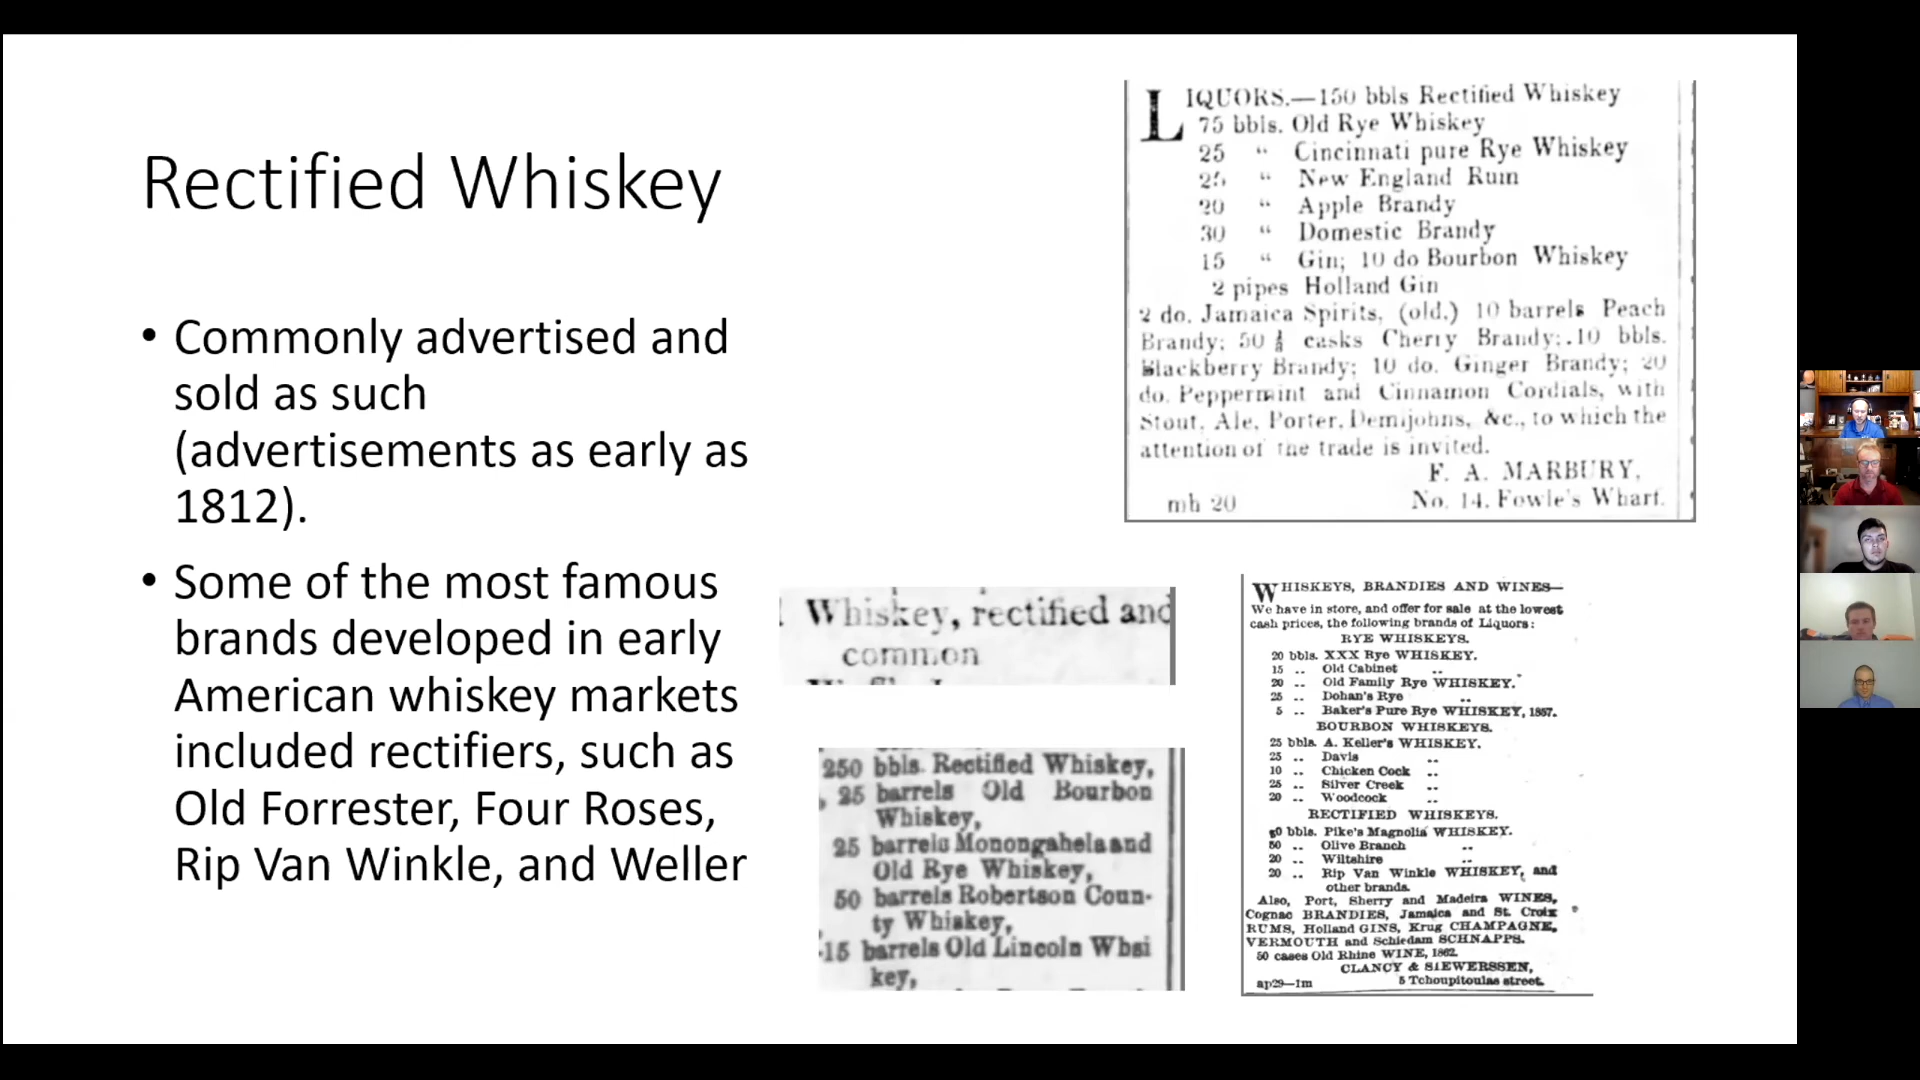 Rectified Whiskey
• Commonly advertised and
sold as such
(advertisements as early as
1812).
• Some of the most famous
brands developed in early
American whiskey markets
included rectifiers, such as
Old Forrester, Four Roses,
Rip Van Winkle, and Weller
LIQUORS.—150 bbls Rectified Whiskey
75 bbls. Old Rye Whiskey
25 “ Cincinnati pure Rye Whiskey
25 “ New England Rum
20 “ Apple Brandy
30 “ Domestic Brandy
15 “ Gin; 10 do Bourbon Whiskey
2 pipes Holland Gin
2 do. Jamaica Spirits, (old.) 10 barrels Peach
Brandy; 50 casks Cherry Brandy; 10 bbls.
Blackberry Brandy; 10 do. Ginger Brandy; 20
do. Peppermint and Cinnamon Cordials, with
Stout, Ale, Porter, Demijohns, &c., to which the
attention of the trade is invited.
F. A. MARBURY,
mh 20 No. 14, Fowle's Wharf.
Whiskey, rectified and
common
250 bbls. Rectified Whiskey,
25 barrels Old Bourbon
Whiskey,
25 barrels Monongahela and
Old Rye Whiskey,
50 barrels Robertson Coun-
ty Whiskey,
15 barrels Old Lincoln Whsi
key,
WHISKEYS, BRANDIES AND WINES—
We have in store, and offer for sale at the lowest
cash prices, the following brands of Liquors:
RYE WHISKEYS.
20 bbls. XXX Rye WHISKEY.
15 .. Old Cabinet ..
20 .. Old Family Rye WHISKEY.
25 .. Dohan's Rye ..
5 .. Baker's Pure Rye WHISKEY, 1857.
BOURBON WHISKEYS.
25 bbls. A. Keller's WHISKEY.
25 .. Davis ..
10 .. Chicken Cock ..
25 .. Silver Creek ..
20 .. Woodcock ..
RECTIFIED WHISKEYS.
bbls. Pike's Magnolia WHISKEY.
50 .. Olive Branch ..
20 .. Wiltshire ..
20 .. Rip Van Winkle WHISKEY, and
other brands.
Also, Port, Sherry and Madeira WINES,
Cognac BRANDIES, Jamaica and St. Croix
RUMS, Holland GINS, Krug CHAMPAGNE,
VERMOUTH and Schiedam SCHNAPPS.
50 cases Old Rhine WINE, 1862.
CLANCY & SIEWERSSEN,
ap29—1m 5 Tchoupitoulas street.